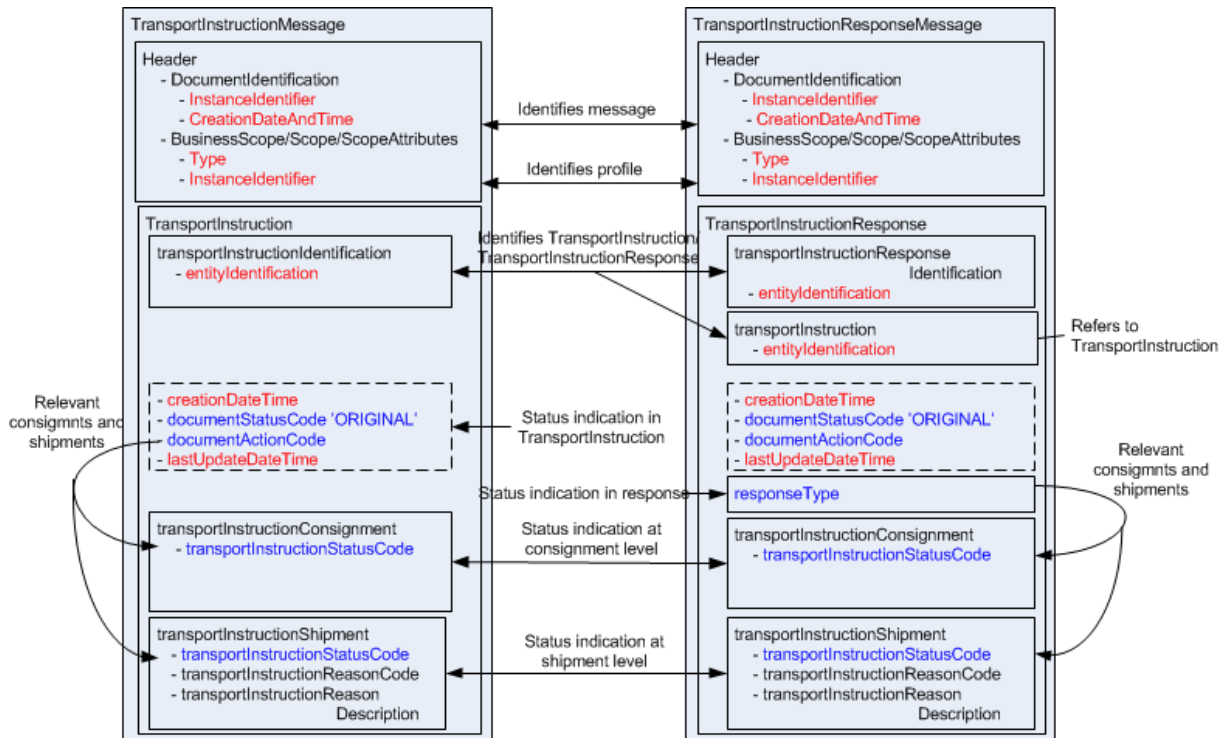 TransportInstructionMessage
Header
- DocumentIdentification
- InstanceIdentifier
- CreationDateAndTime
- BusinessScope/Scope/ScopeAttributes
- Type
- InstanceIdentifier
TransportInstruction
transportInstructionIdentification
- entityIdentification
- creationDateTime
- documentStatusCode 'ORIGINAL'
- documentActionCode
- lastUpdateDateTime
transportInstructionConsignment
- transportInstructionStatusCode
transportInstructionShipment
- transportInstructionStatusCode
- transportInstructionReasonCode
- transportInstructionReason
Description
Relevant
consigmnts and
shipments
Identifies message
Identifies profile
Identifies TransportInstruction/
TransportInstructionResponse
Status indication in
TransportInstruction
Status indication in response
Status indication at
consignment level
Status indication at
shipment level
TransportInstructionResponseMessage
Header
- DocumentIdentification
- InstanceIdentifier
- CreationDateAndTime
- BusinessScope/Scope/ScopeAttributes
- Type
- InstanceIdentifier
TransportInstructionResponse
transportInstructionResponse
Identification
- entityIdentification
transportInstruction
- entityIdentification
- creationDateTime
- documentStatusCode 'ORIGINAL'
- documentActionCode
- lastUpdateDateTime
responseType
transportInstructionConsignment
- transportInstructionStatusCode
transportInstructionShipment
- transportInstructionStatusCode
- transportInstructionReasonCode
- transportInstructionReason
Description
Refers to
TransportInstruction
Relevant
consigmnts and
shipments